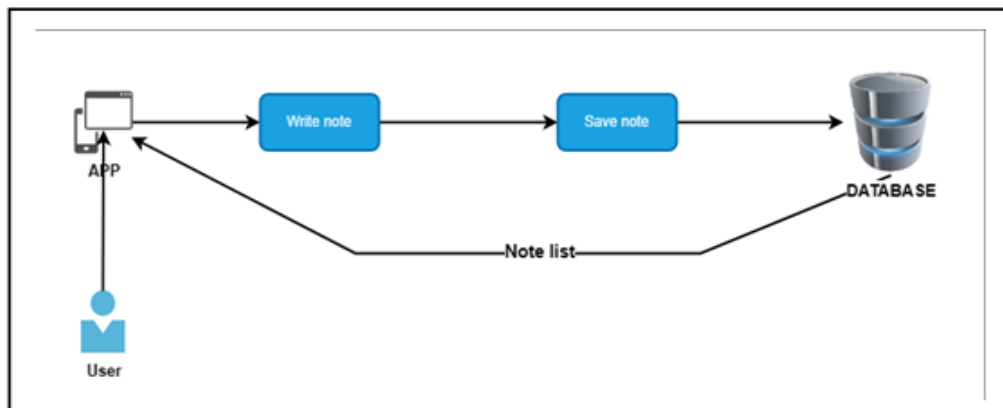 Write note
Save note
APP
DATABASE
Note list
User